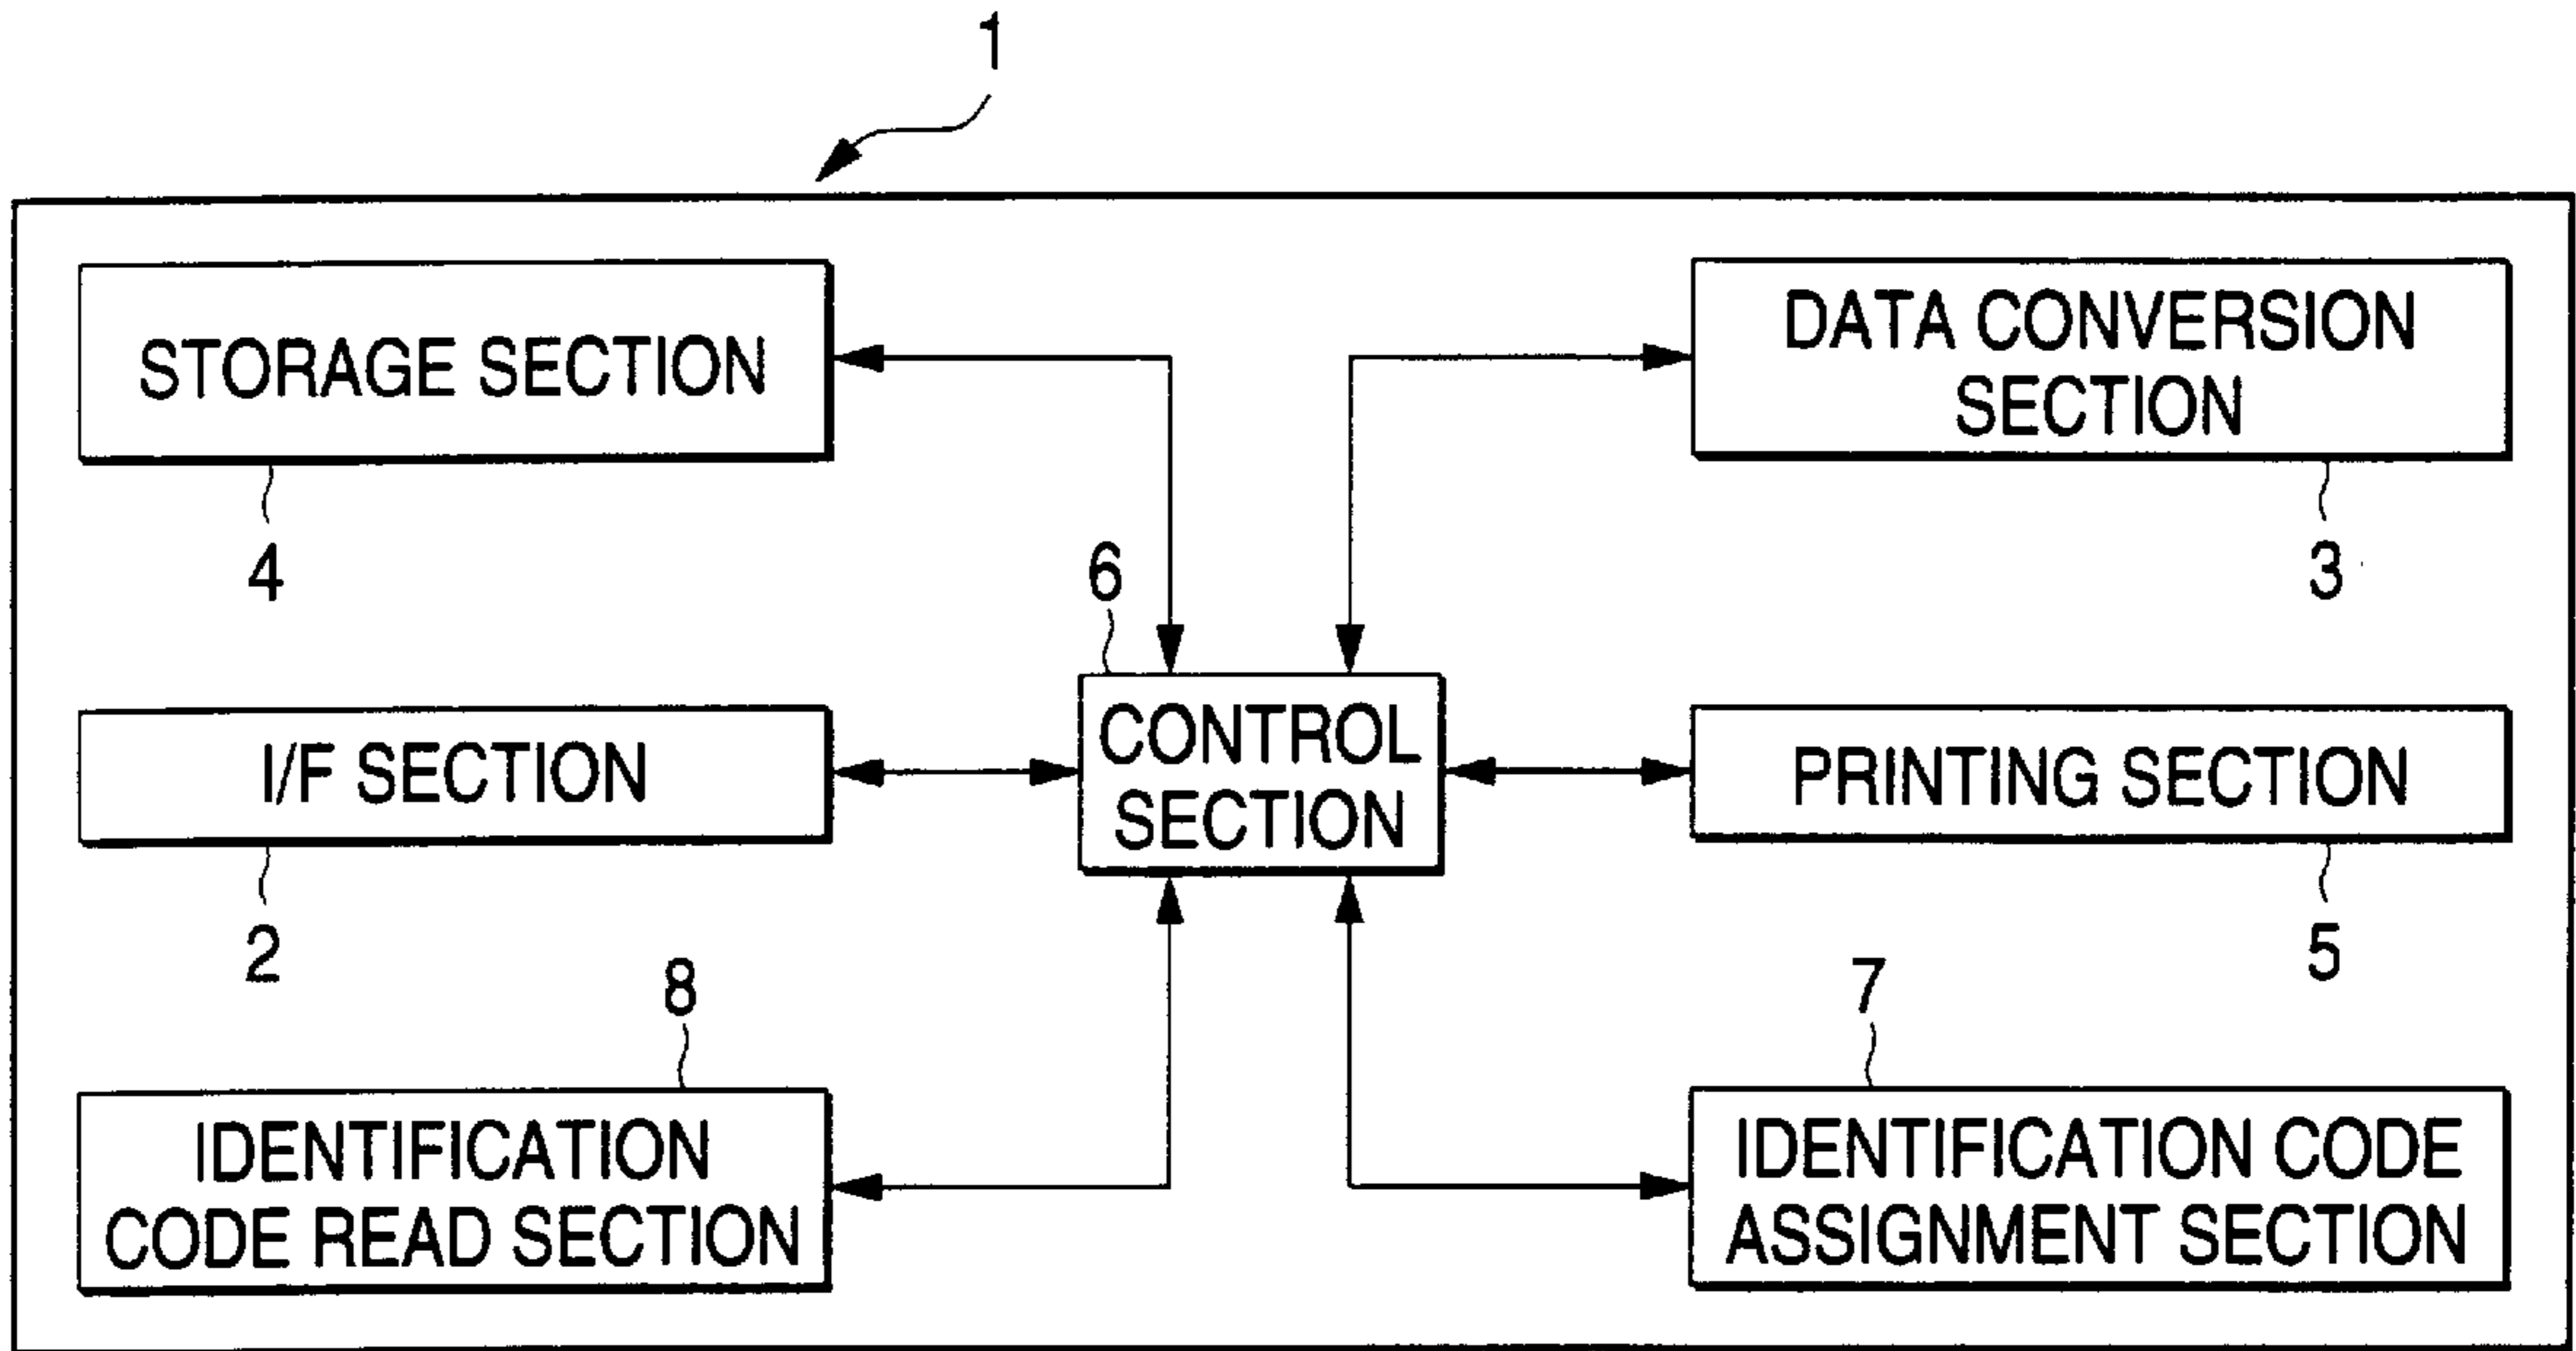 1
STORAGE SECTION
4
DATA CONVERSION
SECTION
3
6
CONTROL
SECTION
I/F SECTION
2
PRINTING SECTION
5
8
IDENTIFICATION
CODE READ SECTION
7
IDENTIFICATION CODE
ASSIGNMENT SECTION